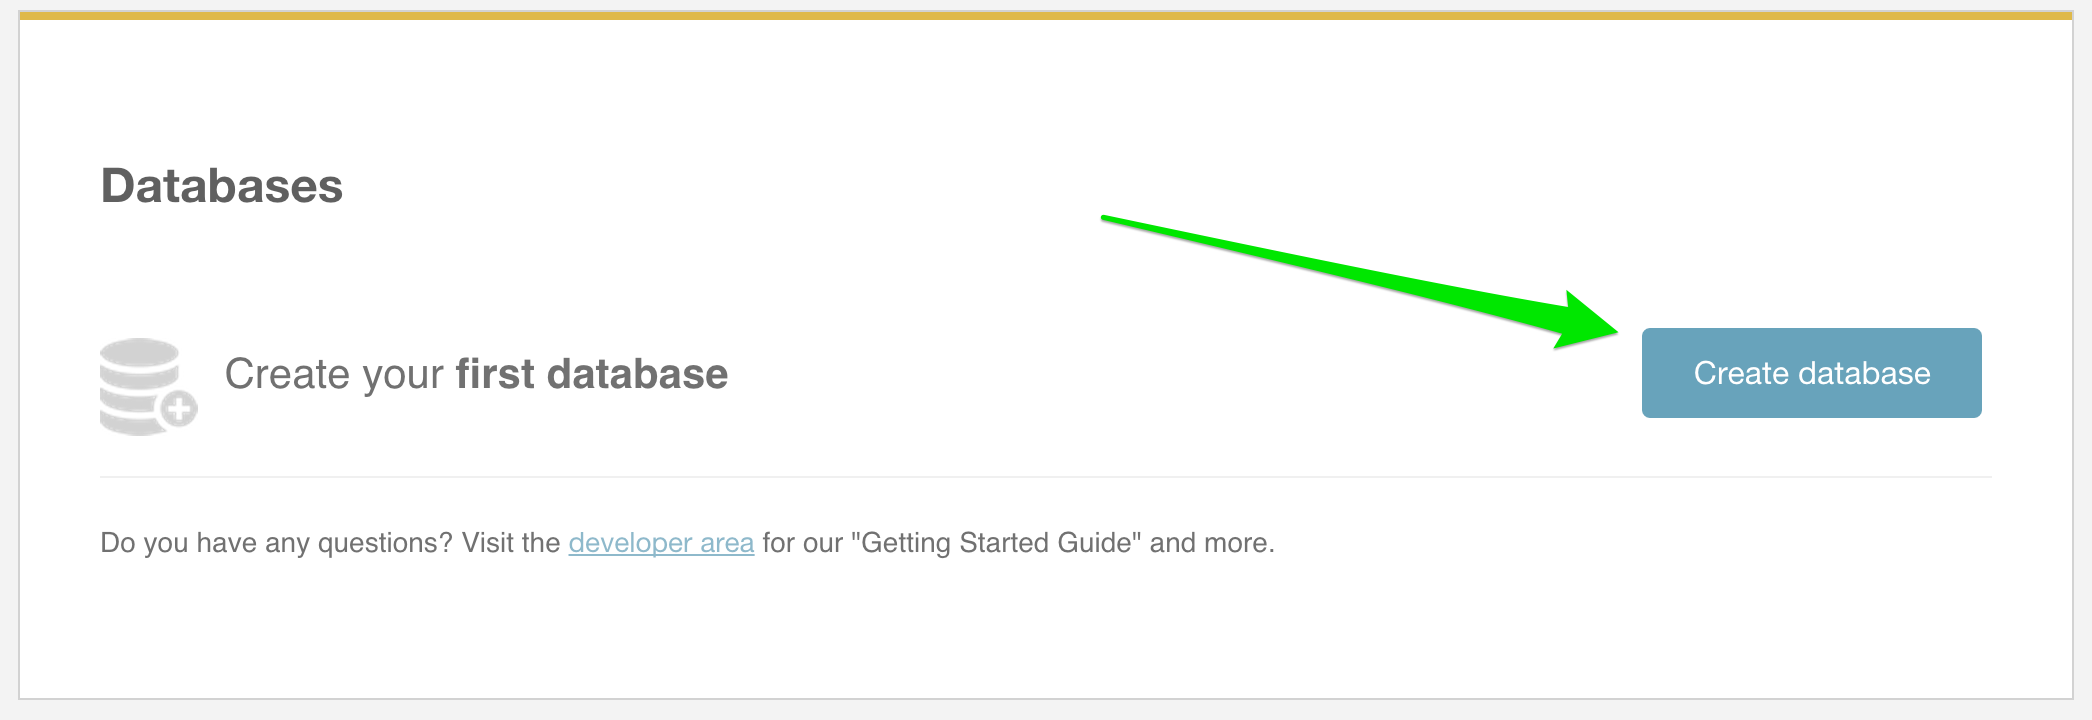 Databases
Create your first database
Create database
Do you have any questions? Visit the developer area for our "Getting Started Guide" and more.